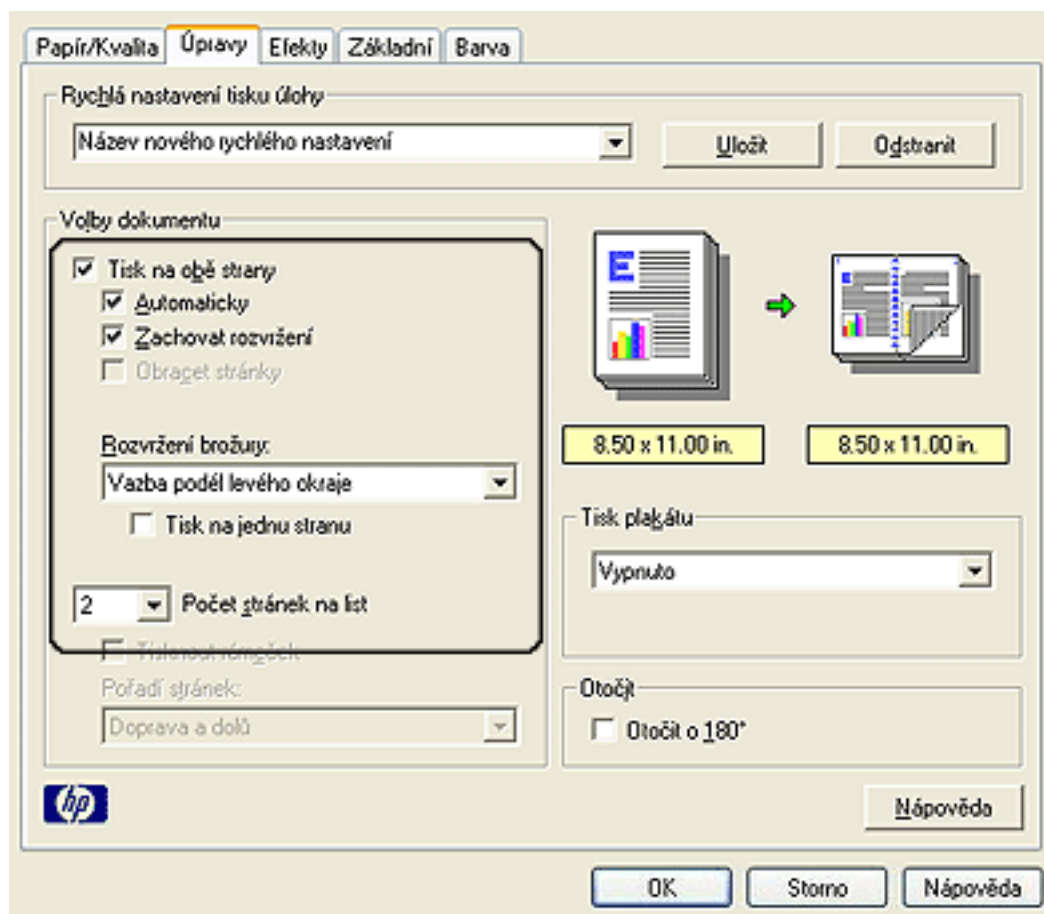 Papír/Kvalita Úpravy Efekty Základní Barva
Rychlá nastavení tisku úlohy
Název nového rychlého nastavení Uložit Odstranit
Volby dokumentu
Tisk na obě strany
Automaticky
Zachovat rozvržení
Obracet stránky
Rozvržení brožury:
Vazba podél levého okraje
Tisk na jednu stranu
2 Počet stránek na list
Tisknout rámeček
Pořadí stránek:
Doprava a dolů
E
8.50 x 11.00 in. 8.50 x 11.00 in.
Tisk plakátu
Vypnuto
Otočit
Otočit o 180°
hp
Nápověda
OK Storno Nápověda